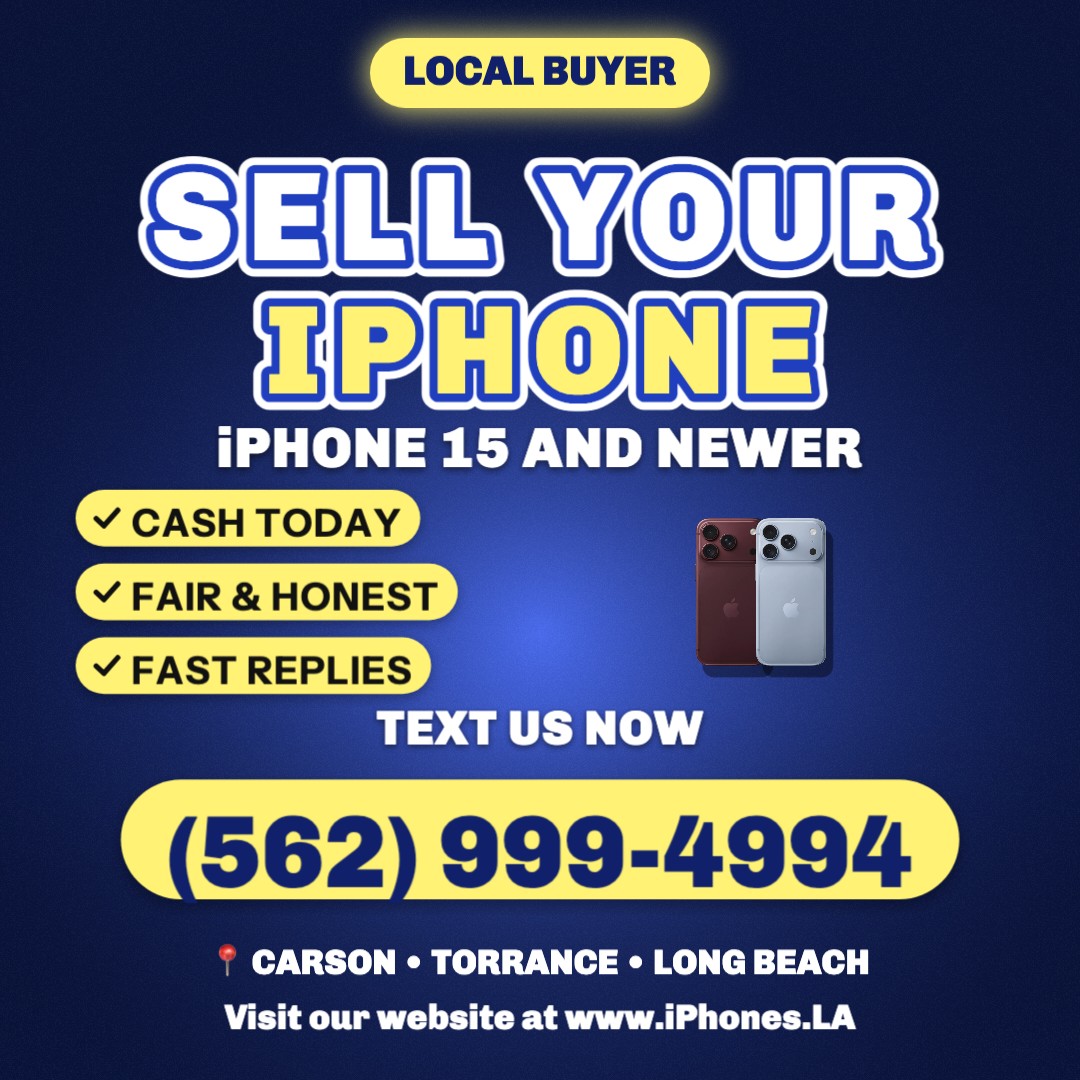 LOCAL BUYER
SELL YOUR
IPHONE
iPHONE 15 AND NEWER
✓ CASH TODAY
✓ FAIR & HONEST
✓ FAST REPLIES
TEXT US NOW
(562) 999-4994
📍 CARSON • TORRANCE • LONG BEACH
Visit our website at www.iPhones.LA